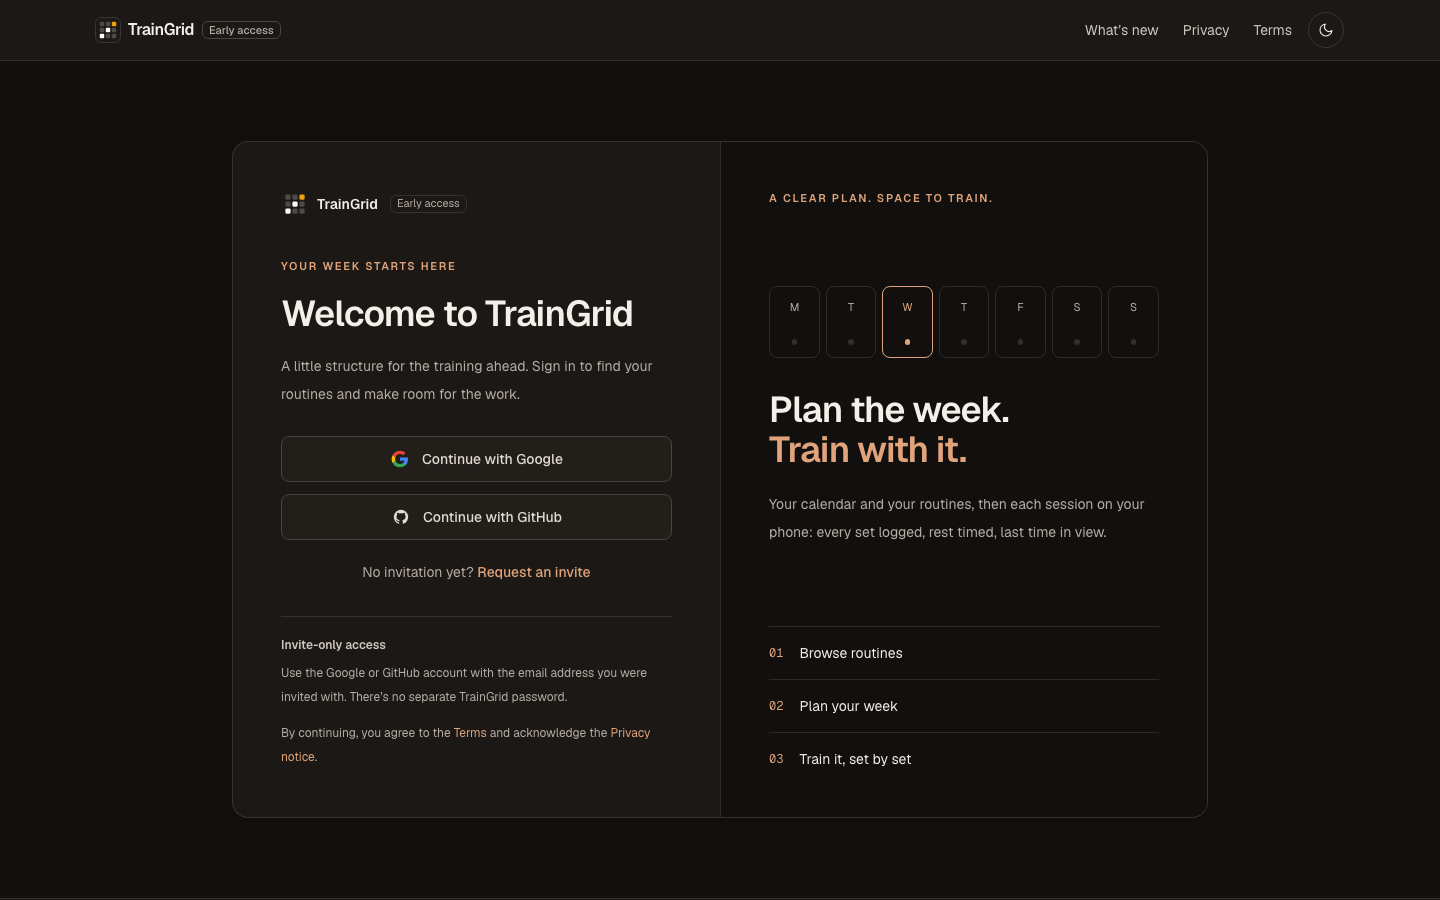 TrainGrid Early access What's new Privacy Terms
TrainGrid Early access
YOUR WEEK STARTS HERE
Welcome to TrainGrid
A little structure for the training ahead. Sign in to find your
routines and make room for the work.
Continue with Google
Continue with GitHub
No invitation yet? Request an invite
Invite-only access
Use the Google or GitHub account with the email address you were
invited with. There's no separate TrainGrid password.
By continuing, you agree to the Terms and acknowledge the Privacy
notice.
A CLEAR PLAN. SPACE TO TRAIN.
M T W T F S S
Plan the week.
Train with it.
Your calendar and your routines, then each session on your
phone: every set logged, rest timed, last time in view.
01 Browse routines
02 Plan your week
03 Train it, set by set